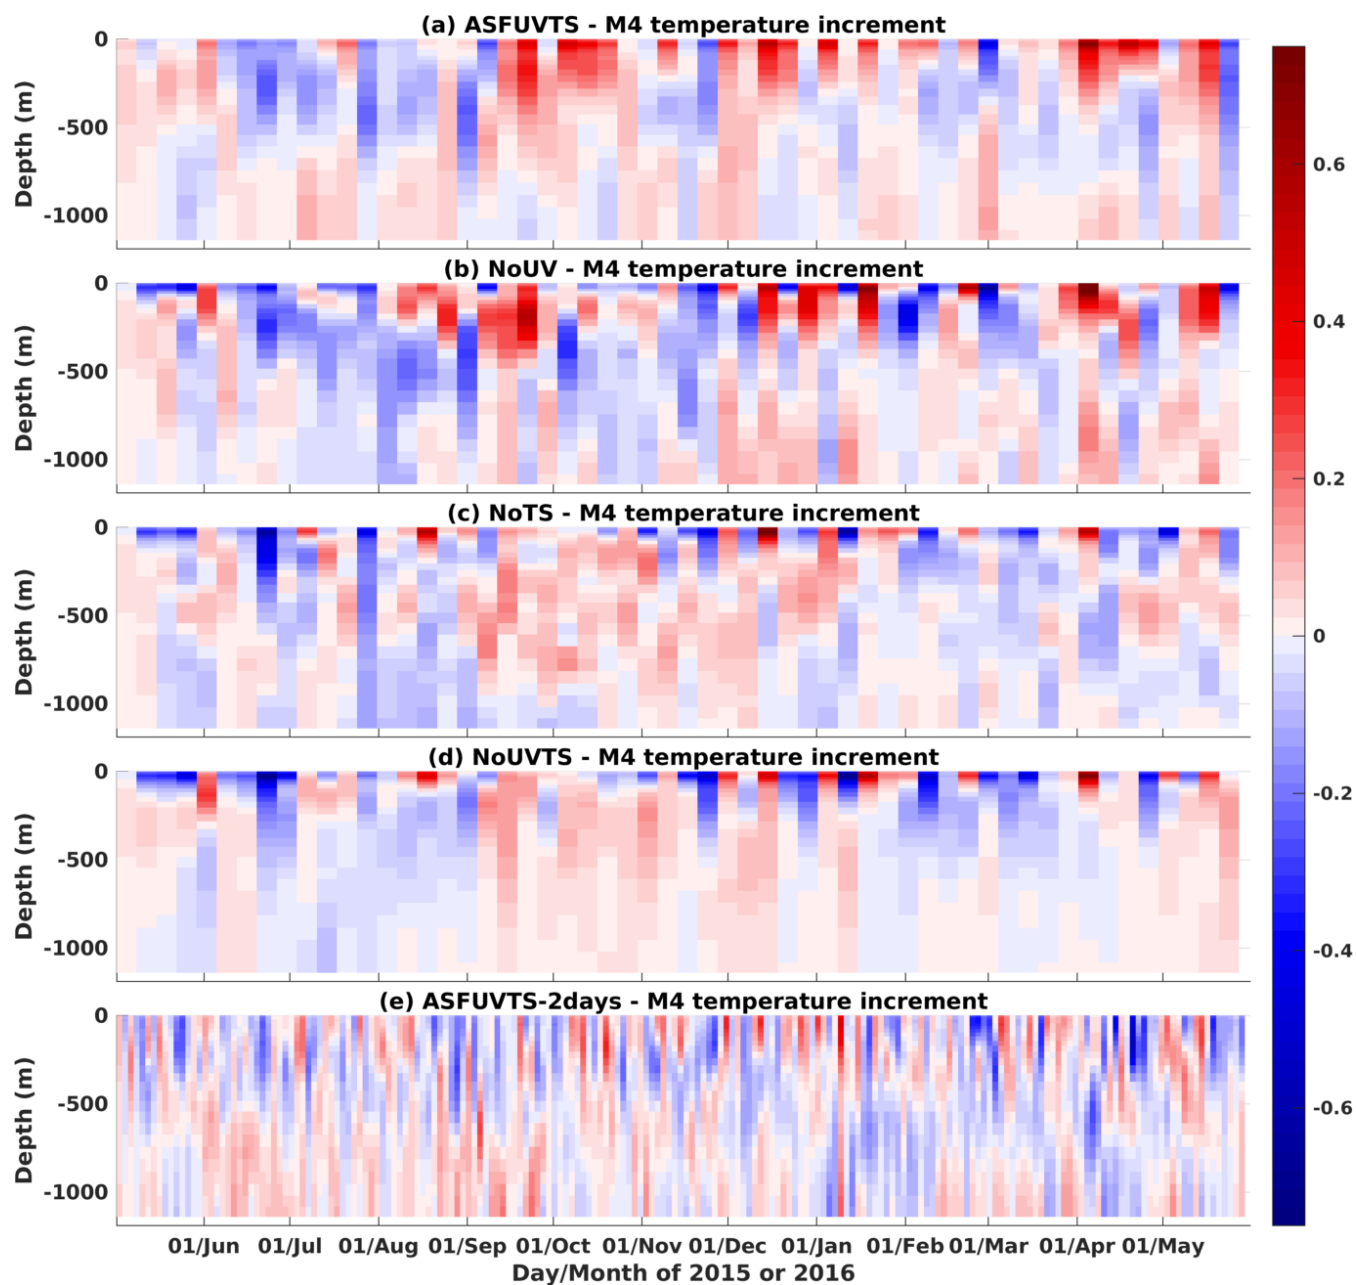 (a) ASFUVTS - M4 temperature increment
0
-500
-1000
Depth (m)
(b) NoUV - M4 temperature increment
0
-500
-1000
Depth (m)
(c) NoTS - M4 temperature increment
0
-500
-1000
Depth (m)
(d) NoUVTS - M4 temperature increment
0
-500
-1000
Depth (m)
(e) ASFUVTS-2days - M4 temperature increment
0
-500
-1000
Depth (m)
01/Jun 01/Jul 01/Aug 01/Sep 01/Oct 01/Nov 01/Dec 01/Jan 01/Feb 01/Mar 01/Apr 01/May
Day/Month of 2015 or 2016
0.6
0.4
0.2
0
-0.2
-0.4
-0.6